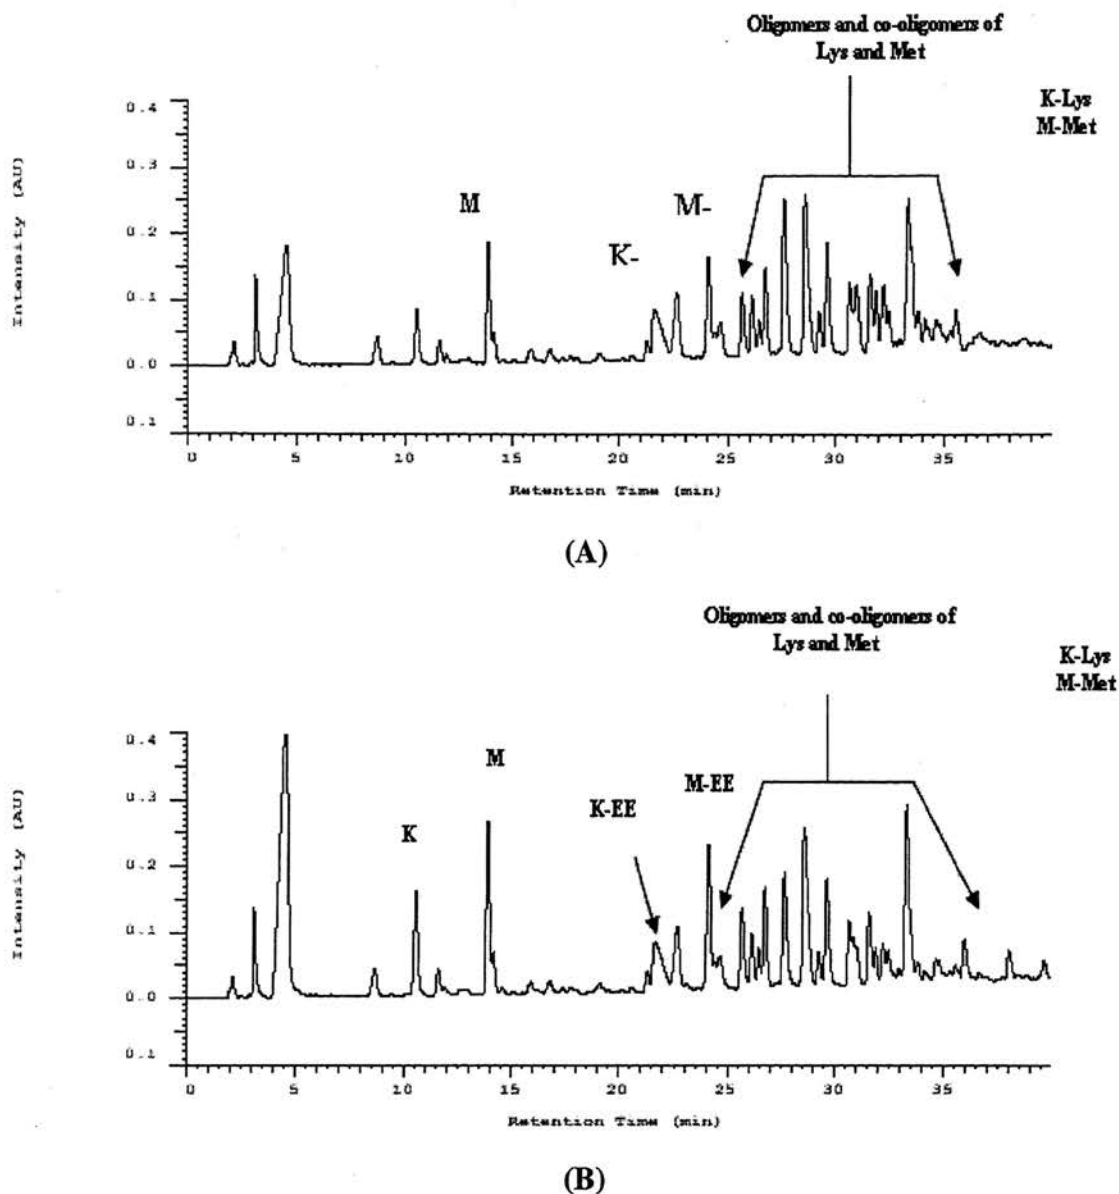 Oligomers and co-oligomers of
Lys and Met
K-Lys
M-Met
Intensity (AU)
0.4
0.3
0.2
0.1
0.0
0.1
M
K-
M-
0 5 10 15 20 25 30 35
Retention Time (min)
(A)
Oligomers and co-oligomers of
Lys and Met
K-Lys
M-Met
Intensity (AU)
0.4
0.3
0.2
0.1
0.0
0.1
K
M
K-EE
M-EE
0 5 10 15 20 25 30 35
Retention Time (min)
(B)